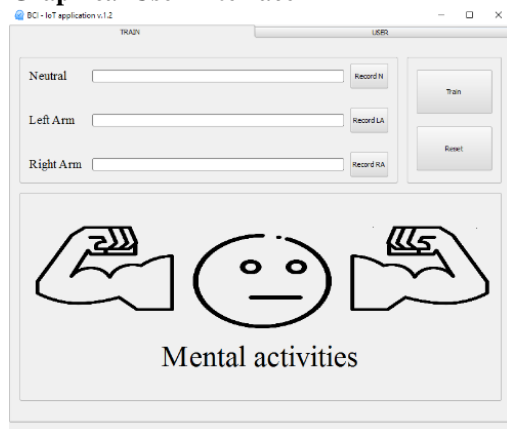 BCI - IoT application v.1.2
TRAIN USER
Neutral Record N
Train
Left Arm Record LA
Reset
Right Arm Record RA
Mental activities